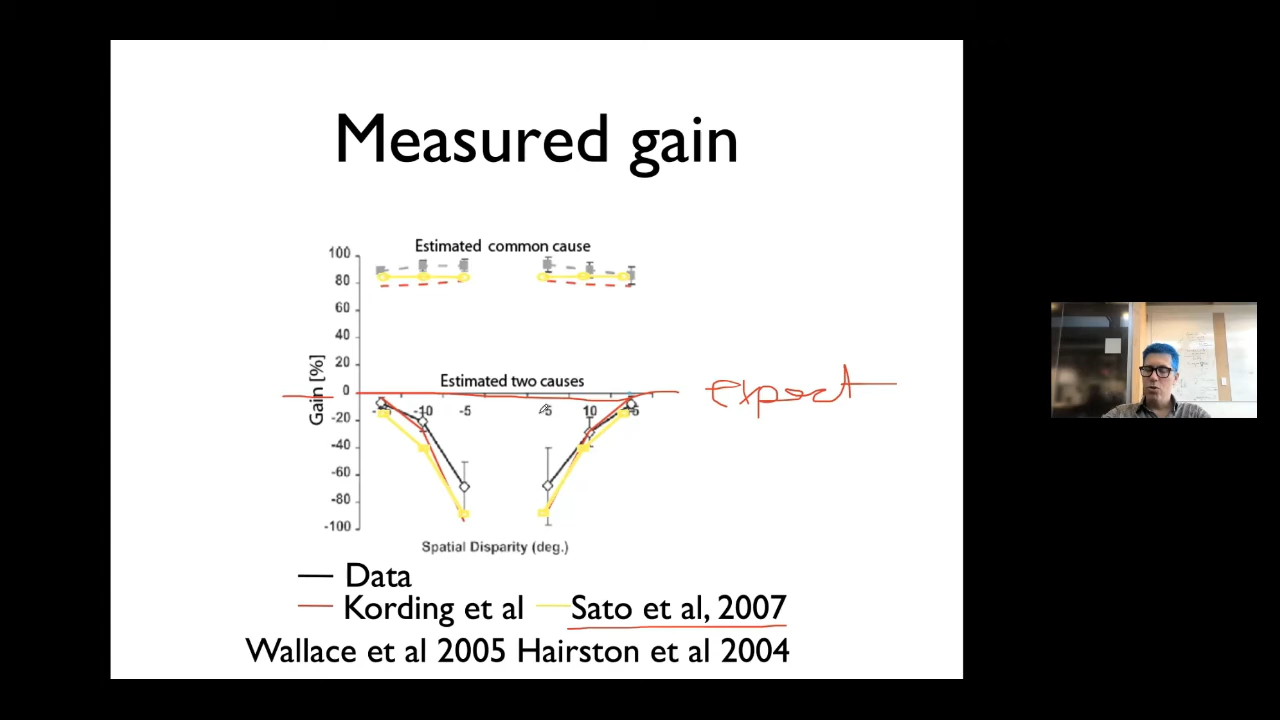 Measured gain
Estimated common cause
100
80
60
40
20
0
-20
-40
-60
-80
-100
Gain [%]
Estimated two causes
-10 -5 10
expect
Spatial Disparity (deg.)
Data
Kording et al Sato et al, 2007
Wallace et al 2005 Hairston et al 2004